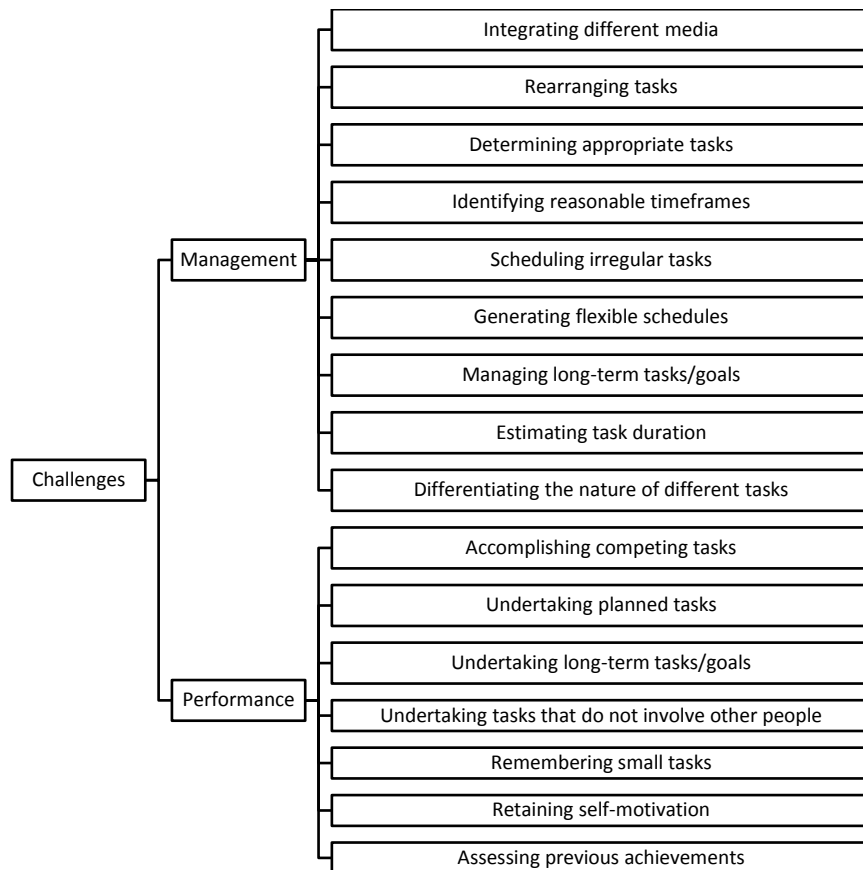 Challenges
Management
Integrating different media
Rearranging tasks
Determining appropriate tasks
Identifying reasonable timeframes
Scheduling irregular tasks
Generating flexible schedules
Managing long-term tasks/goals
Estimating task duration
Differentiating the nature of different tasks
Performance
Accomplishing competing tasks
Undertaking planned tasks
Undertaking long-term tasks/goals
Undertaking tasks that do not involve other people
Remembering small tasks
Retaining self-motivation
Assessing previous achievements